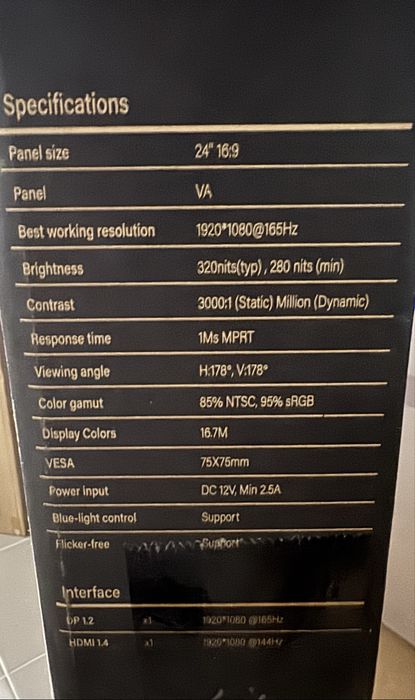 Specifications
Panel size 24" 16:9
Panel VA
Best working resolution 1920*1080@165Hz
Brightness 320nits(typ), 280 nits (min)
Contrast 3000:1 (Static) Million (Dynamic)
Response time 1Ms MPRT
Viewing angle H:178°, V:178°
Color gamut 85% NTSC, 95% sRGB
Display Colors 16.7M
VESA 75X75mm
Power input DC 12V, Min 2.5A
Blue-light control Support
Flicker-free Support
Interface
DP 1.2 x1 1920*1080 @165Hz
HDMI 1.4 x1 1920*1080 @144Hz